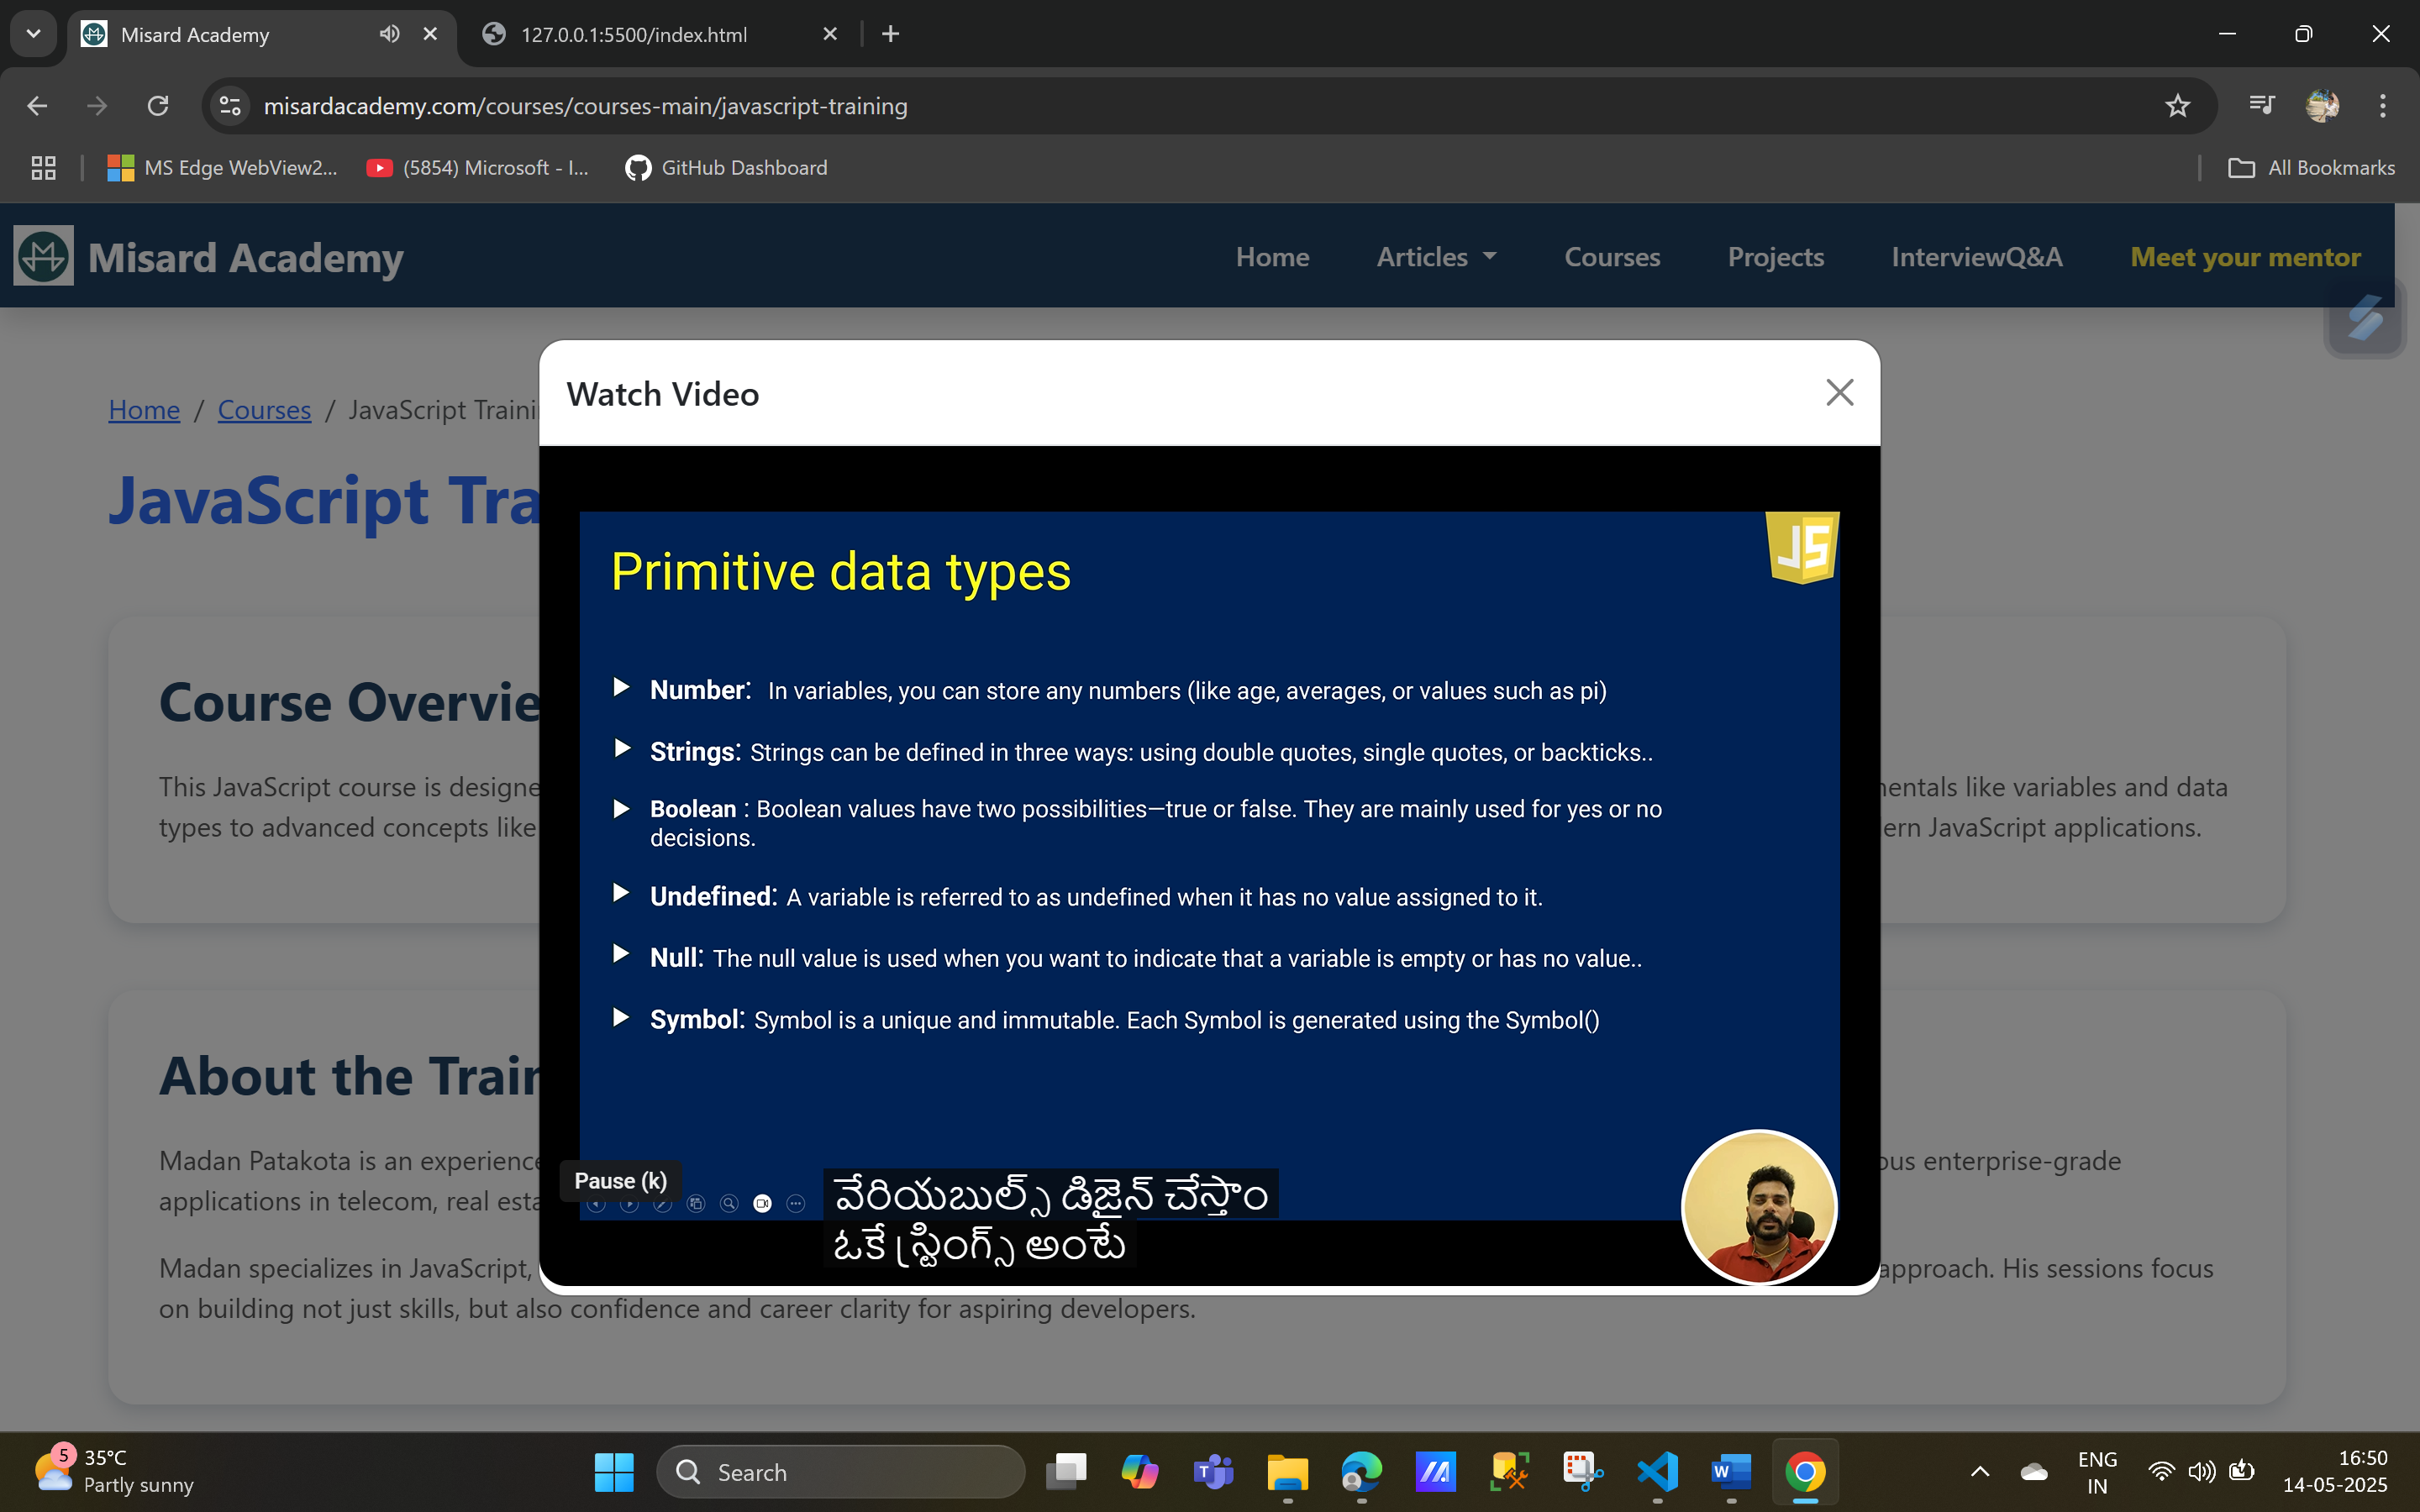 Misard Academy
127.0.0.1:5500/index.html
misardacademy.com/courses/courses-main/javascript-training
MS Edge WebView2...
(5854) Microsoft - I...
GitHub Dashboard
All Bookmarks
Misard Academy
Home
Articles
Courses
Projects
InterviewQ&A
Meet your mentor
Home / Courses / JavaScript Traini
JavaScript Tra
Course Overvie
This JavaScript course is designe
nentals like variables and data
types to advanced concepts like
ern JavaScript applications.
About the Train
Madan Patakota is an experience
ous enterprise-grade
applications in telecom, real esta
Madan specializes in JavaScript,
approach. His sessions focus
on building not just skills, but also confidence and career clarity for aspiring developers.
Watch Video
JS
Primitive data types
Number: In variables, you can store any numbers (like age, averages, or values such as pi)
Strings: Strings can be defined in three ways: using double quotes, single quotes, or backticks..
Boolean : Boolean values have two possibilities—true or false. They are mainly used for yes or no
decisions.
Undefined: A variable is referred to as undefined when it has no value assigned to it.
Null: The null value is used when you want to indicate that a variable is empty or has no value..
Symbol: Symbol is a unique and immutable. Each Symbol is generated using the Symbol()
Pause (k)
వేరియబుల్స్ డిజైన్ చేస్తాం
ఓకే స్ట్రింగ్స్ అంటే
5
35°C
Partly sunny
Search
ENG
IN
16:50
14-05-2025